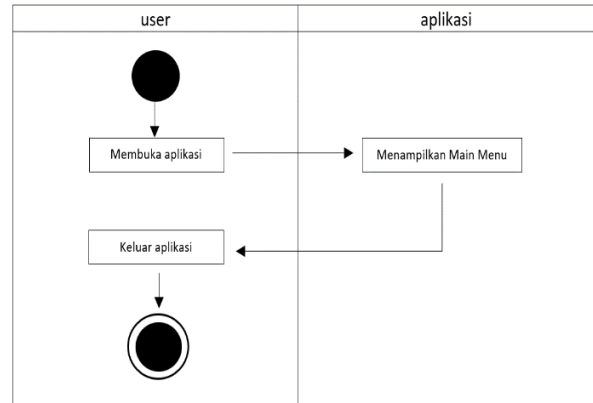 user
aplikasi
Membuka aplikasi
Menampilkan Main Menu
Keluar aplikasi